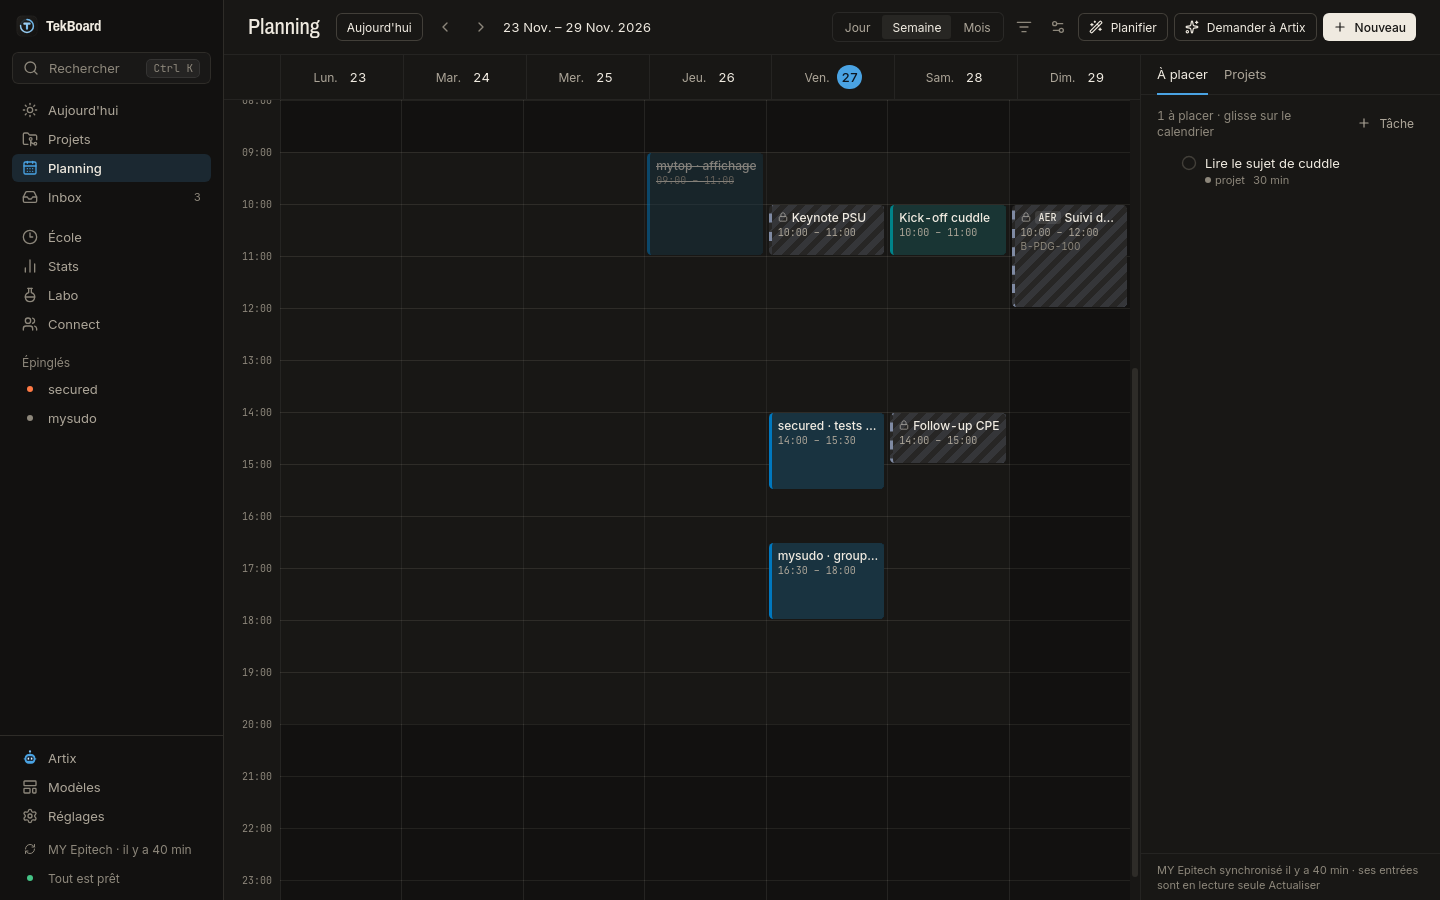 TekBoard
Rechercher Ctrl K
Aujourd'hui
Projets
Planning
Inbox 3
École
Stats
Labo
Connect
Épinglés
secured
mysudo
Artix
Modèles
Réglages
MY Epitech · il y a 40 min
Tout est prêt
Planning Aujourd'hui 23 Nov. – 29 Nov. 2026 Jour Semaine Mois Planifier Demander à Artix Nouveau
Lun. 23 Mar. 24 Mer. 25 Jeu. 26 Ven. 27 Sam. 28 Dim. 29
08:00
09:00
10:00
11:00
12:00
13:00
14:00
15:00
16:00
17:00
18:00
19:00
20:00
21:00
22:00
23:00
mytop · affichage
09:00 – 11:00
Keynote PSU
10:00 – 11:00
secured · tests ...
14:00 – 15:30
mysudo · group...
16:30 – 18:00
Kick-off cuddle
10:00 – 11:00
Follow-up CPE
14:00 – 15:00
AER Suivi d...
10:00 – 12:00
B-PDG-100
À placer Projets
1 à placer · glisse sur le
calendrier
Tâche
Lire le sujet de cuddle
projet 30 min
MY Epitech synchronisé il y a 40 min · ses entrées
sont en lecture seule Actualiser